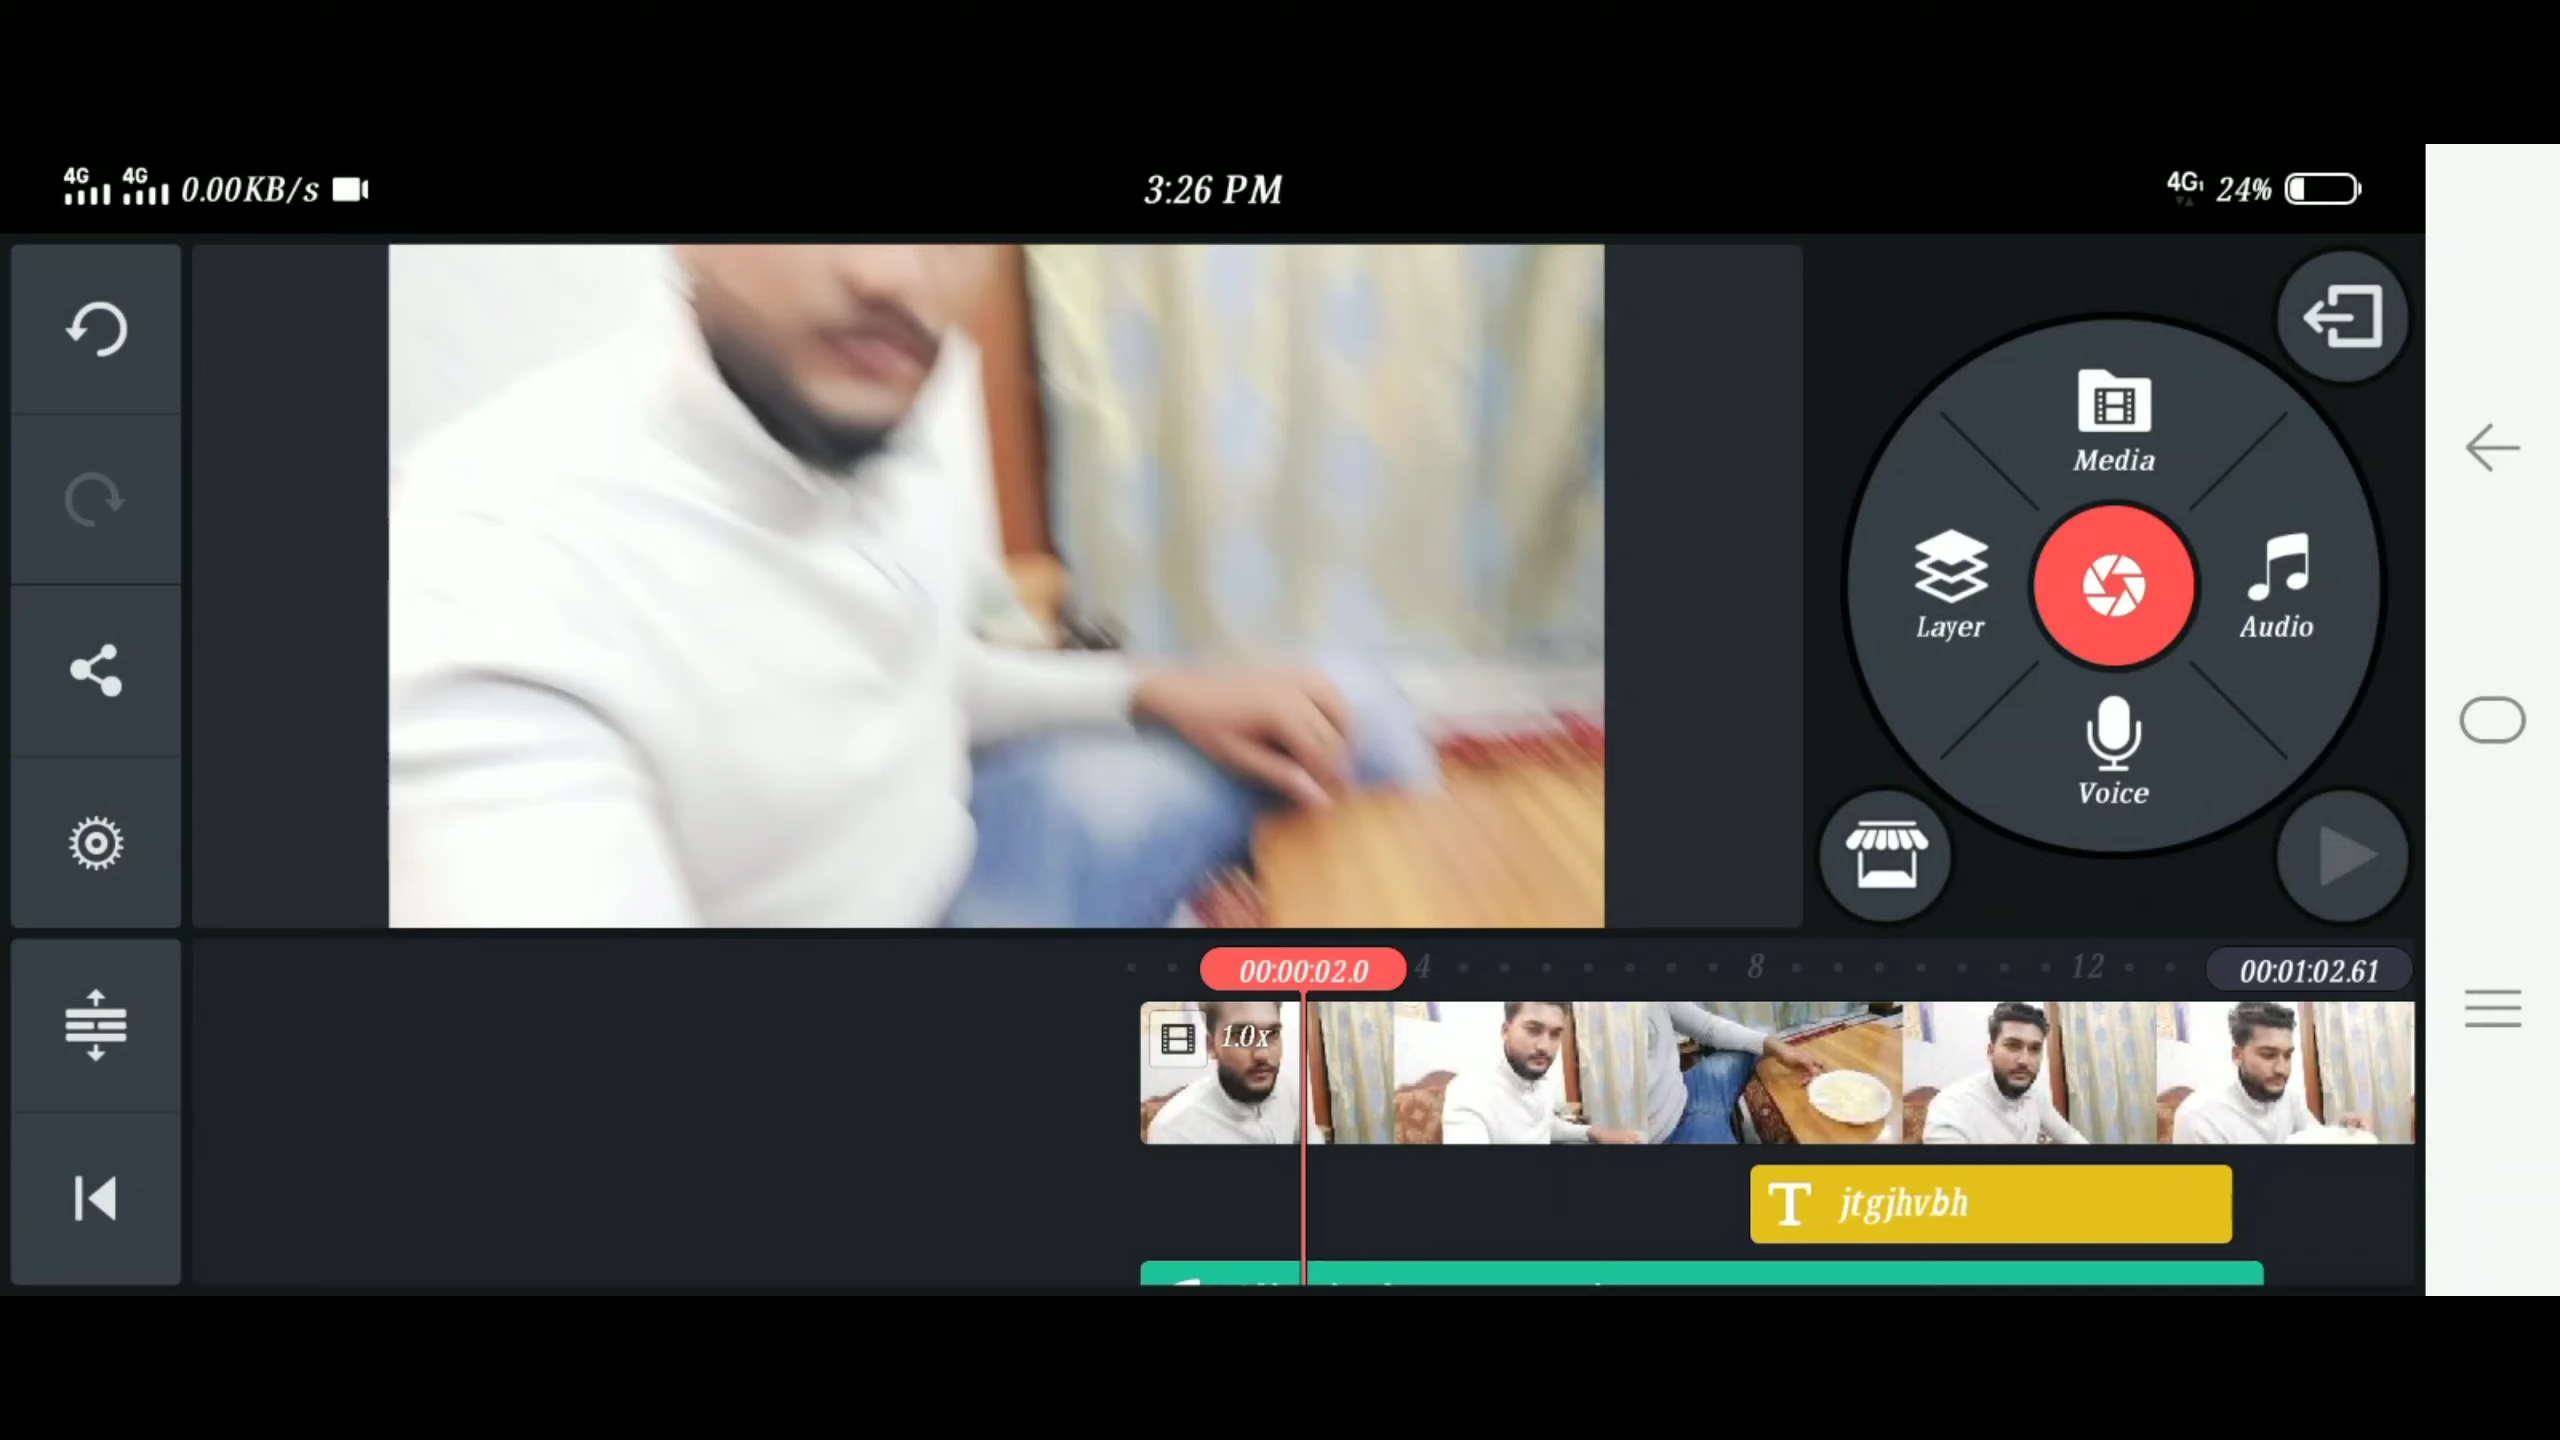 4G 4G 0.00KB/s
3:26 PM
4G1 24%
Media
Layer
Audio
Voice
00:00:02.0
4
8
12
00:01:02.61
1.0x
T jtgjhvbh